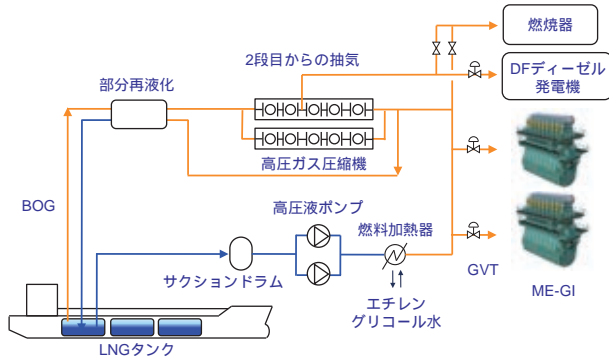 燃焼器
2段目からの抽気
DFディーゼル
発電機
部分再液化
高圧ガス圧縮機
BOG
高圧液ポンプ
燃料加熱器
サクションドラム
GVT
ME-GI
エチレン
グリコール水
LNGタンク